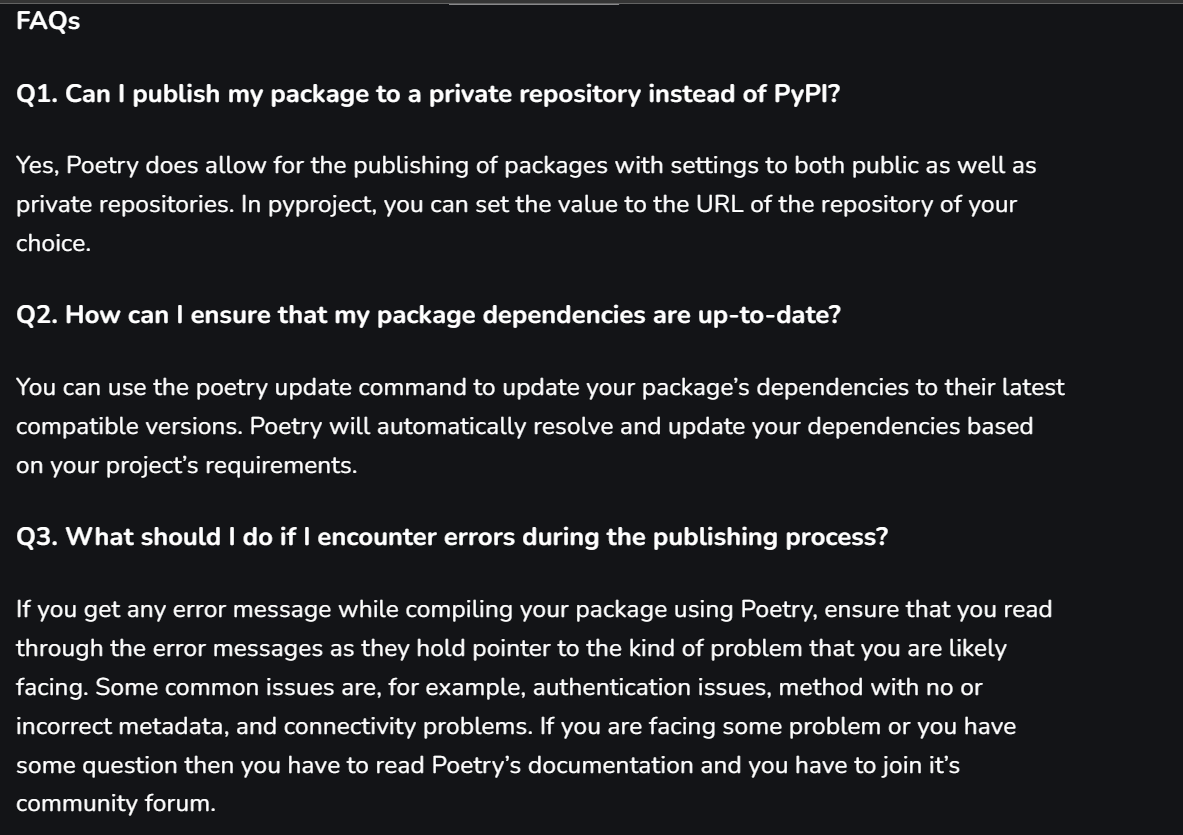 FAQs
Q1. Can I publish my package to a private repository instead of PyPI?
Yes, Poetry does allow for the publishing of packages with settings to both public as well as
private repositories. In pyproject, you can set the value to the URL of the repository of your
choice.
Q2. How can I ensure that my package dependencies are up-to-date?
You can use the poetry update command to update your package’s dependencies to their latest
compatible versions. Poetry will automatically resolve and update your dependencies based
on your project’s requirements.
Q3. What should I do if I encounter errors during the publishing process?
If you get any error message while compiling your package using Poetry, ensure that you read
through the error messages as they hold pointer to the kind of problem that you are likely
facing. Some common issues are, for example, authentication issues, method with no or
incorrect metadata, and connectivity problems. If you are facing some problem or you have
some question then you have to read Poetry’s documentation and you have to join it’s
community forum.